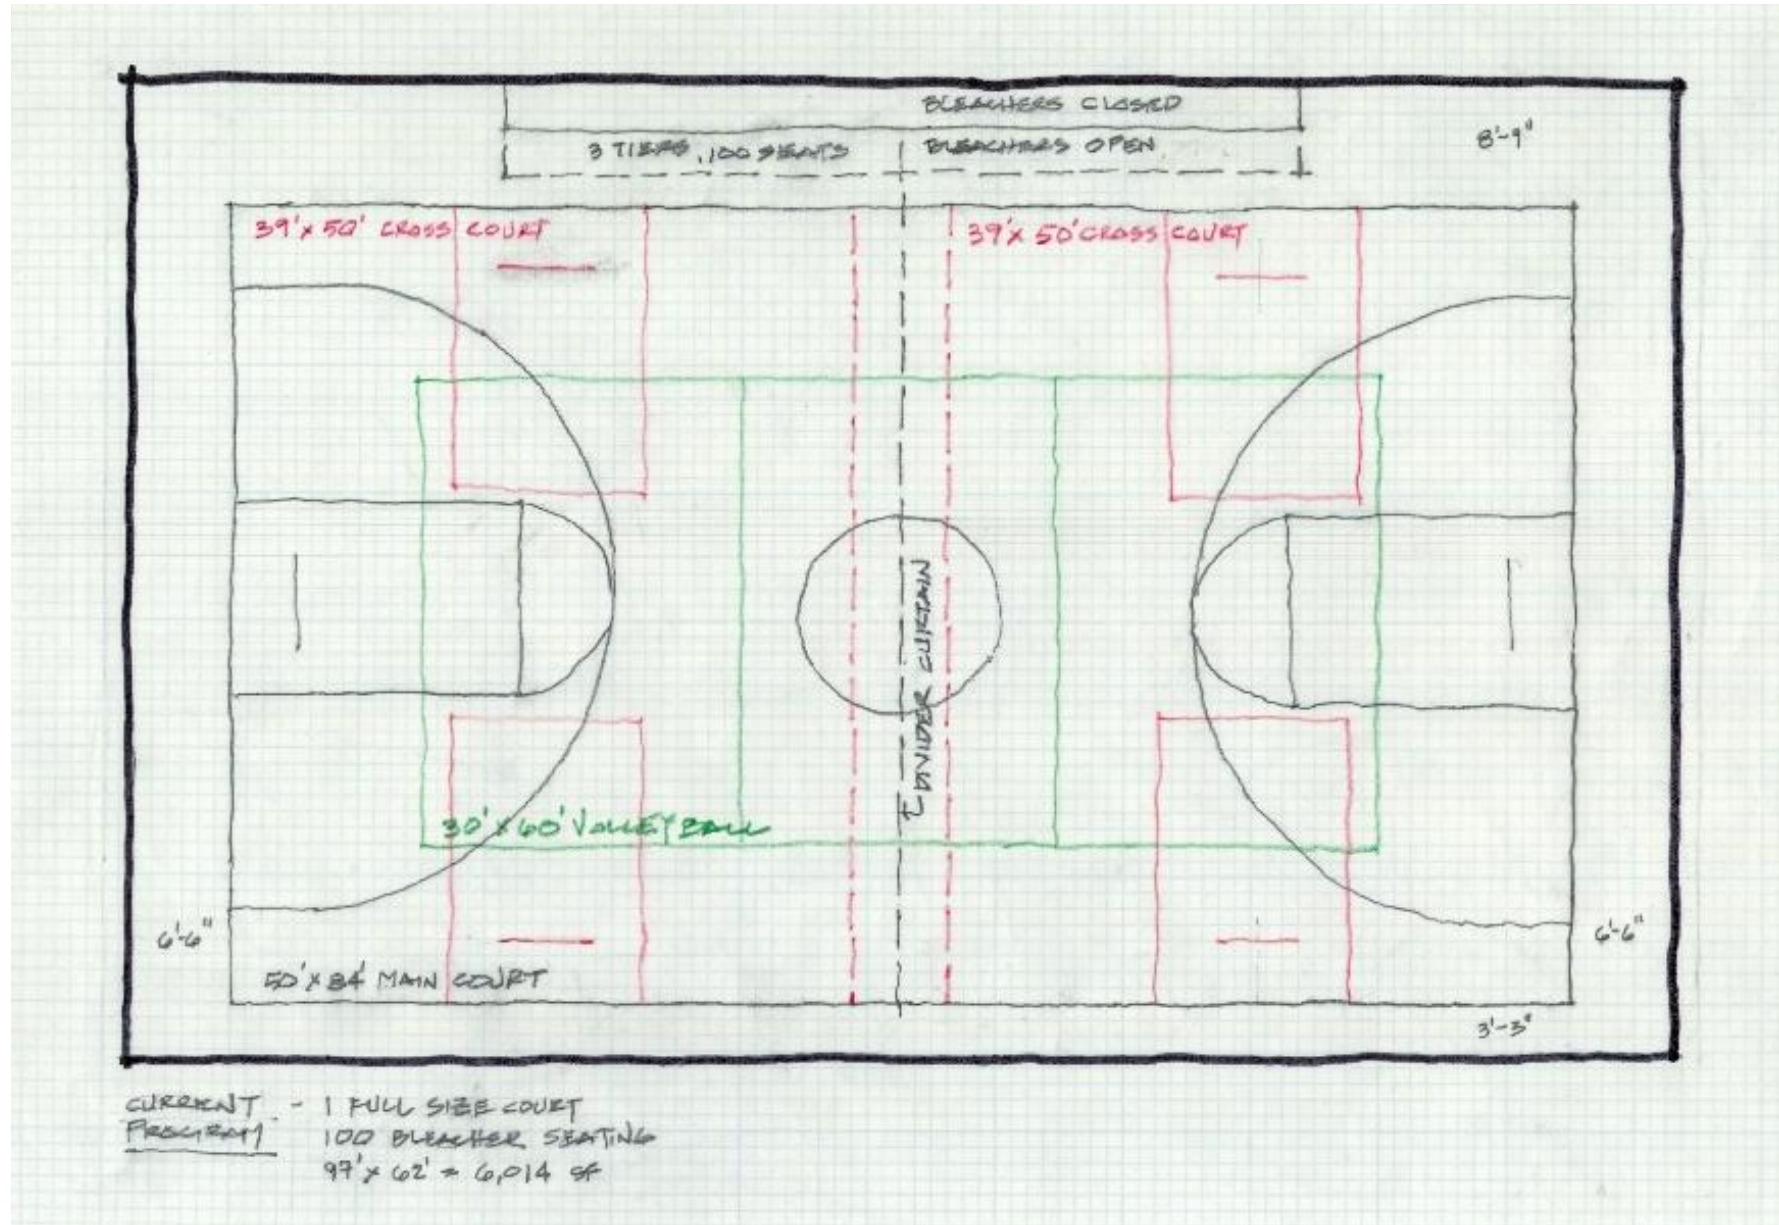 BLEACHERS CLOSED
3 TIERS, 100 SEATS
BLEACHERS OPEN
8'-9"
39' x 50' CROSS COURT
39' x 50' CROSS COURT
DIVIDER CURTAIN
30' x 60' VOLLEYBALL
6'-6"
6'-6"
50' x 84' MAIN COURT
3'-3"
CURRENT PROGRAM - 1 FULL SIZE COURT
100 BLEACHER SEATING
97' x 62' = 6,014 SF